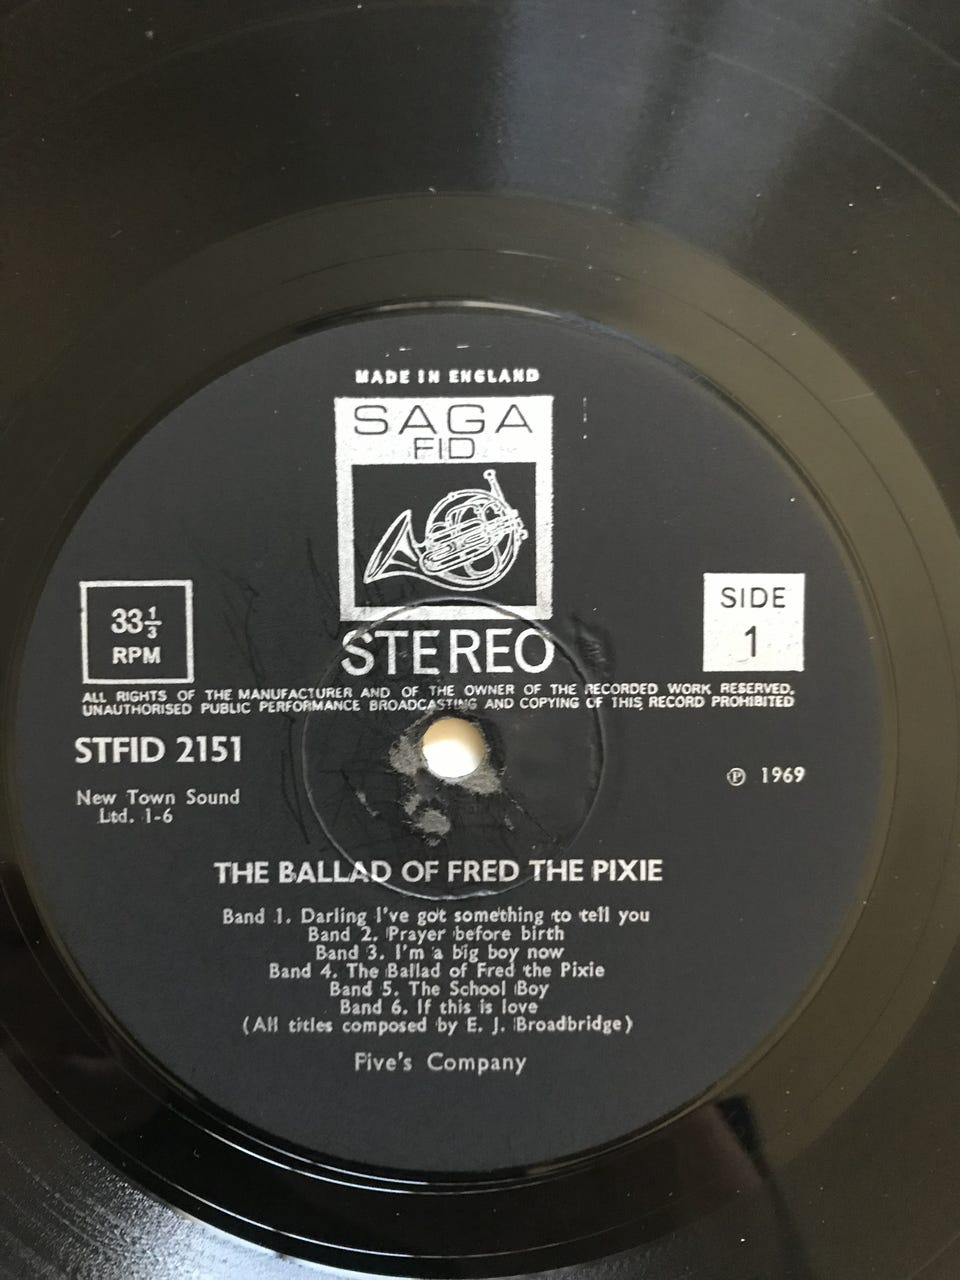 MADE IN ENGLAND
SAGA
FID
33⅓
RPM
SIDE
1
STEREO
ALL RIGHTS OF THE MANUFACTURER AND OF THE OWNER OF THE RECORDED WORK RESERVED,
UNAUTHORISED PUBLIC PERFORMANCE BROADCASTING AND COPYING OF THIS RECORD PROHIBITED
STFID 2151
℗ 1969
New Town Sound
Ltd. 1-6
THE BALLAD OF FRED THE PIXIE
Band 1. Darling I've got something to tell you
Band 2. Prayer before birth
Band 3. I'm a big boy now
Band 4. The Ballad of Fred the Pixie
Band 5. The School Boy
Band 6. If this is love
(All titles composed by E. J. Broadbridge)
Five's Company